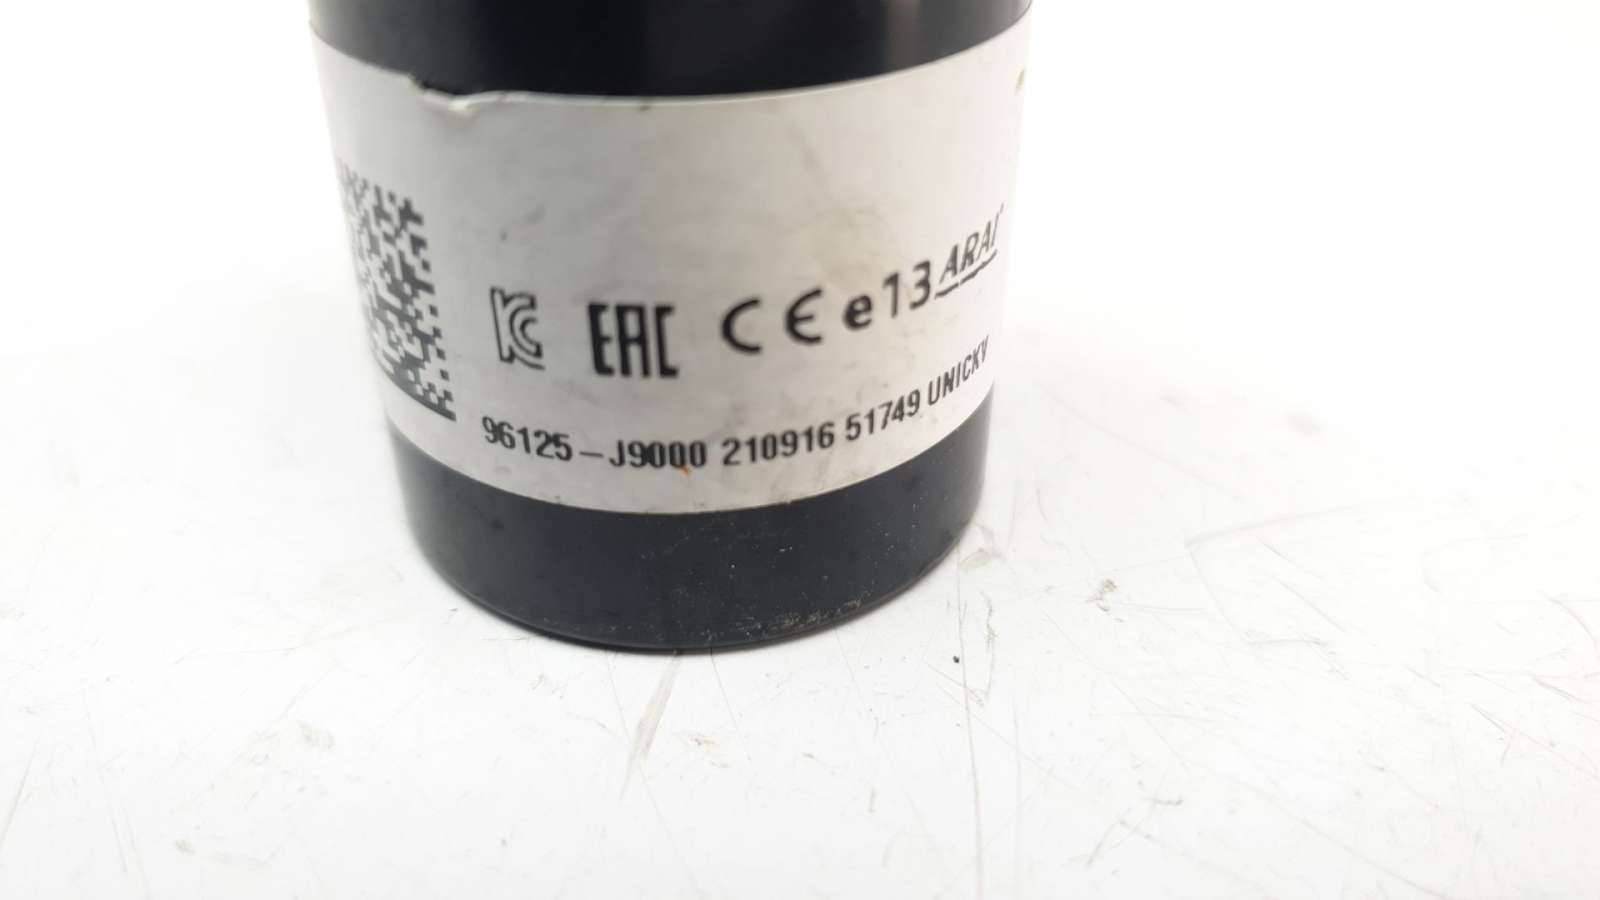 KC EAC CE e13 ARAI
96125-J9000 210916 51749 UNICKV